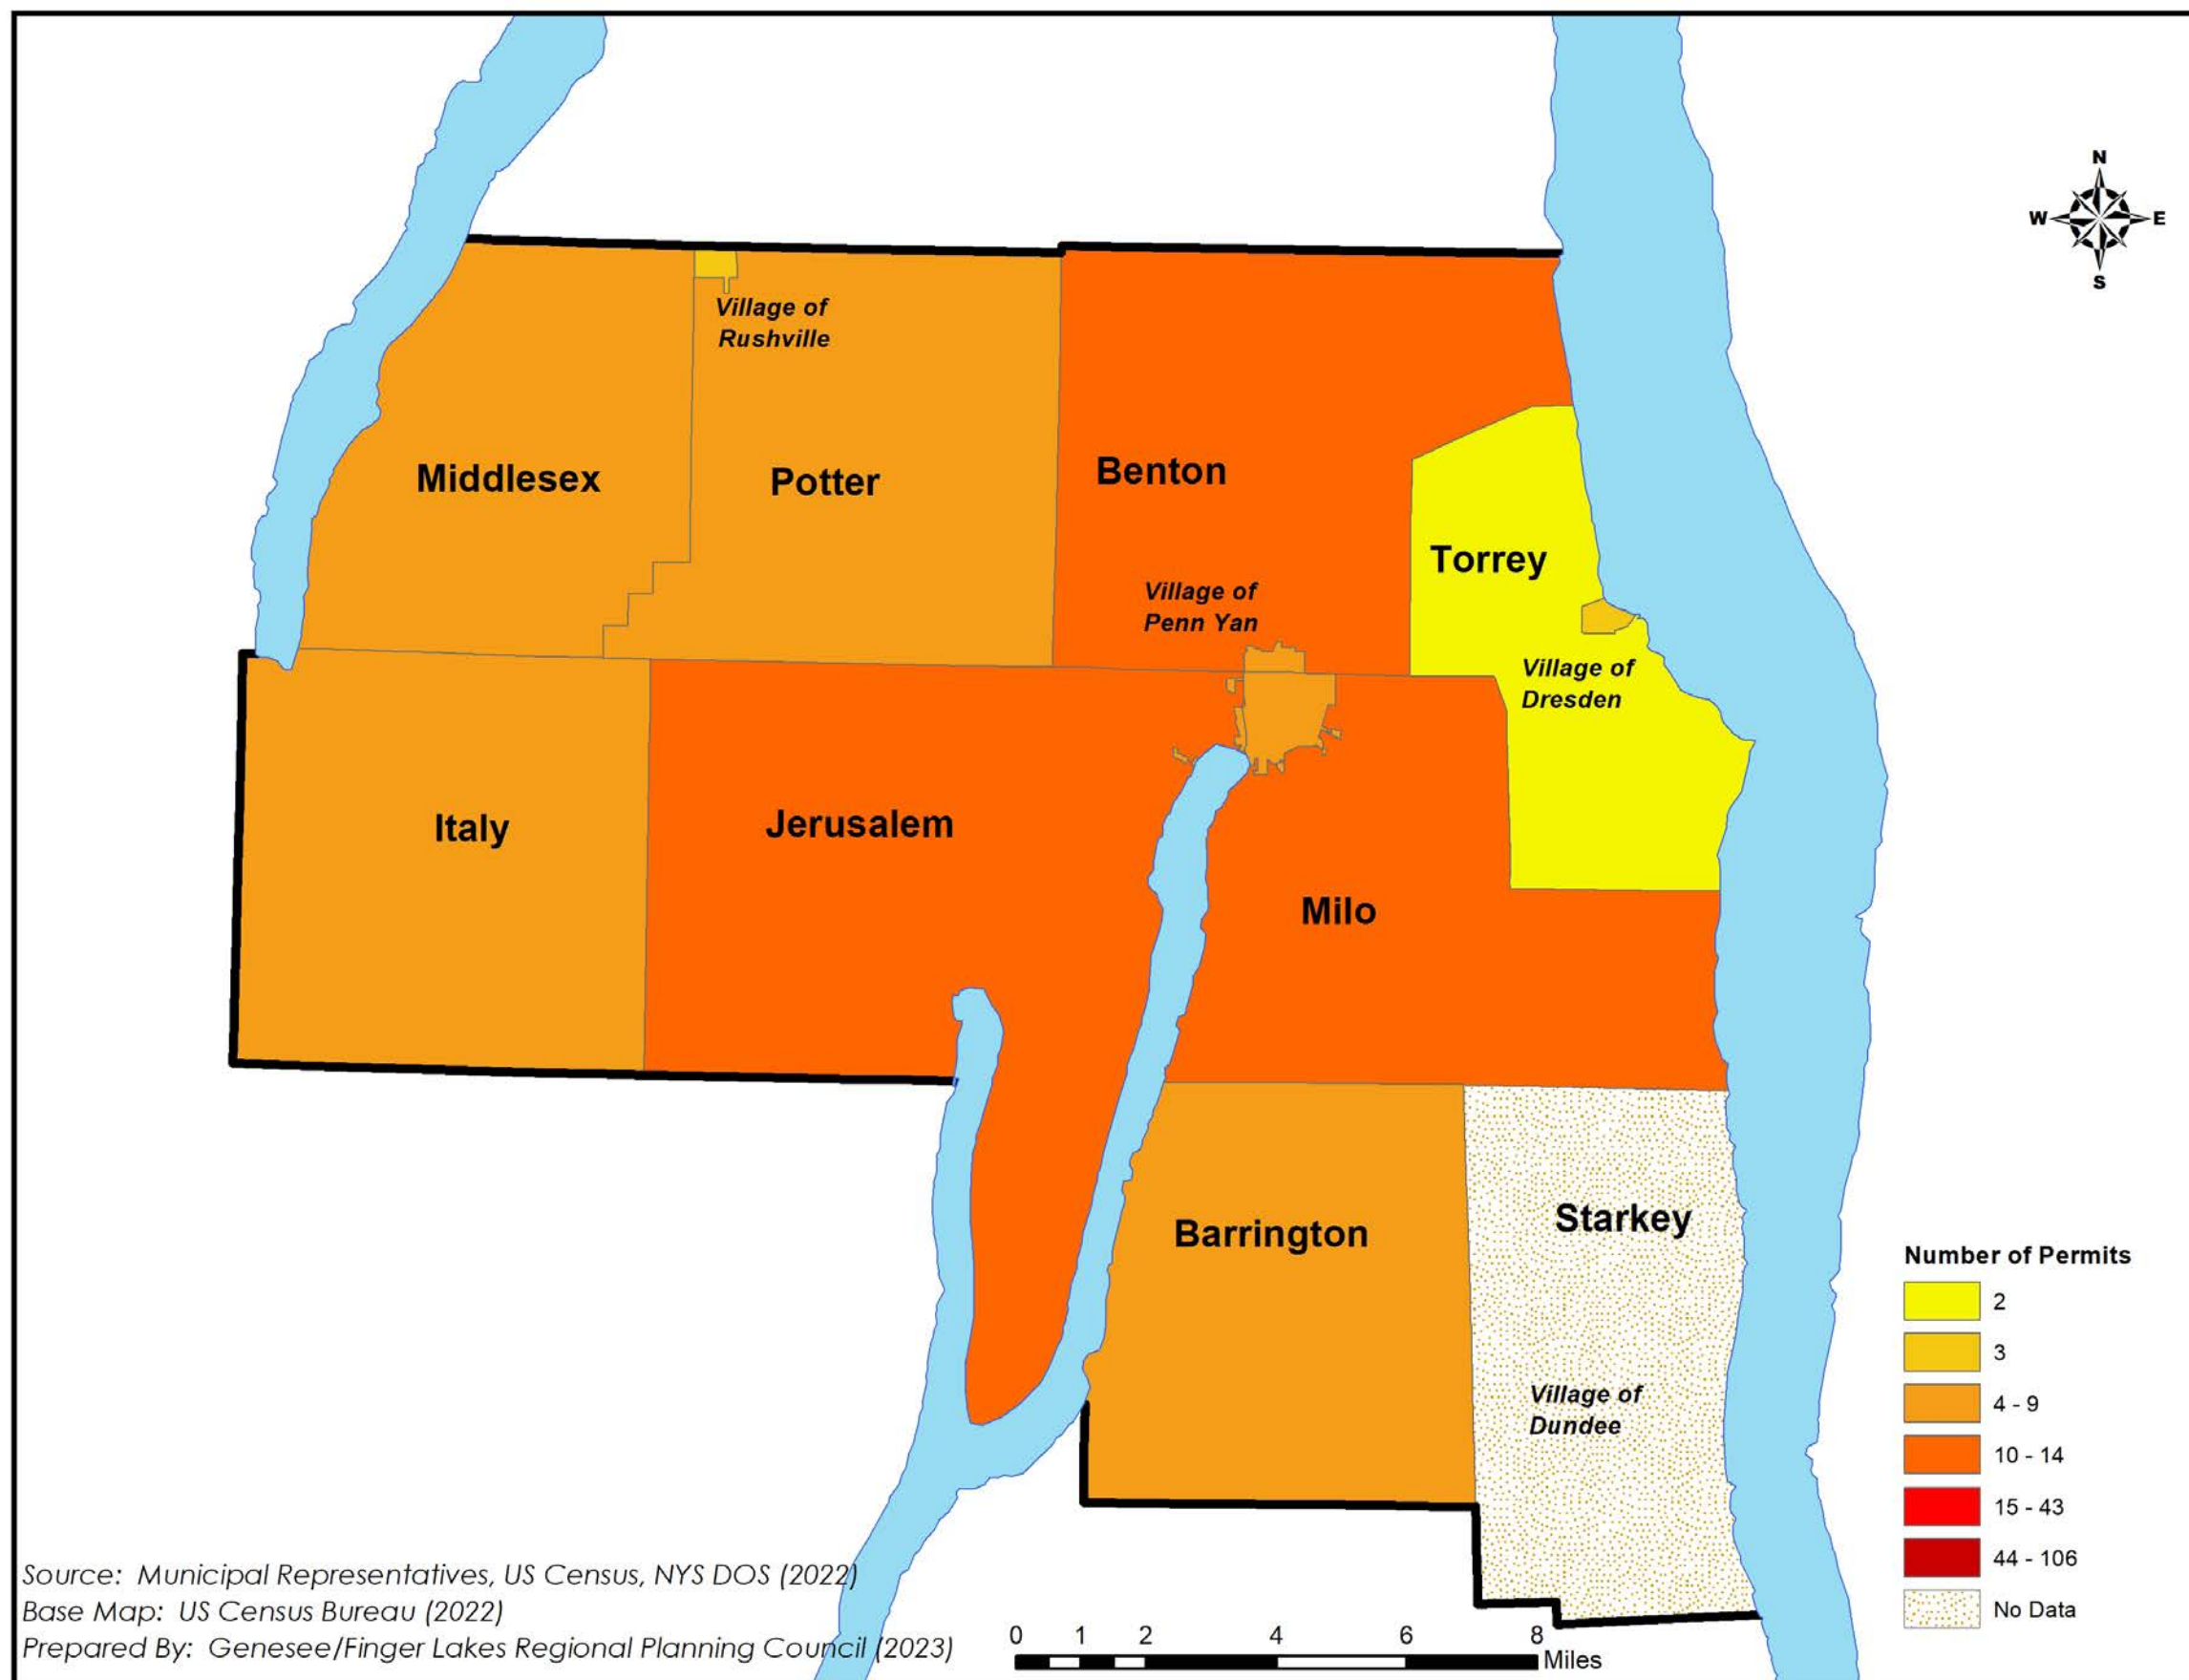 N
W E
S
Village of
Rushville
Middlesex
Potter
Benton
Torrey
Village of
Penn Yan
Village of
Dresden
Italy
Jerusalem
Milo
Barrington
Starkey
Village of
Dundee
Number of Permits
2
3
4 - 9
10 - 14
15 - 43
44 - 106
No Data
Source: Municipal Representatives, US Census, NYS DOS (2022)
Base Map: US Census Bureau (2022)
Prepared By: Genesee/Finger Lakes Regional Planning Council (2023)
0 1 2 4 6 8
Miles